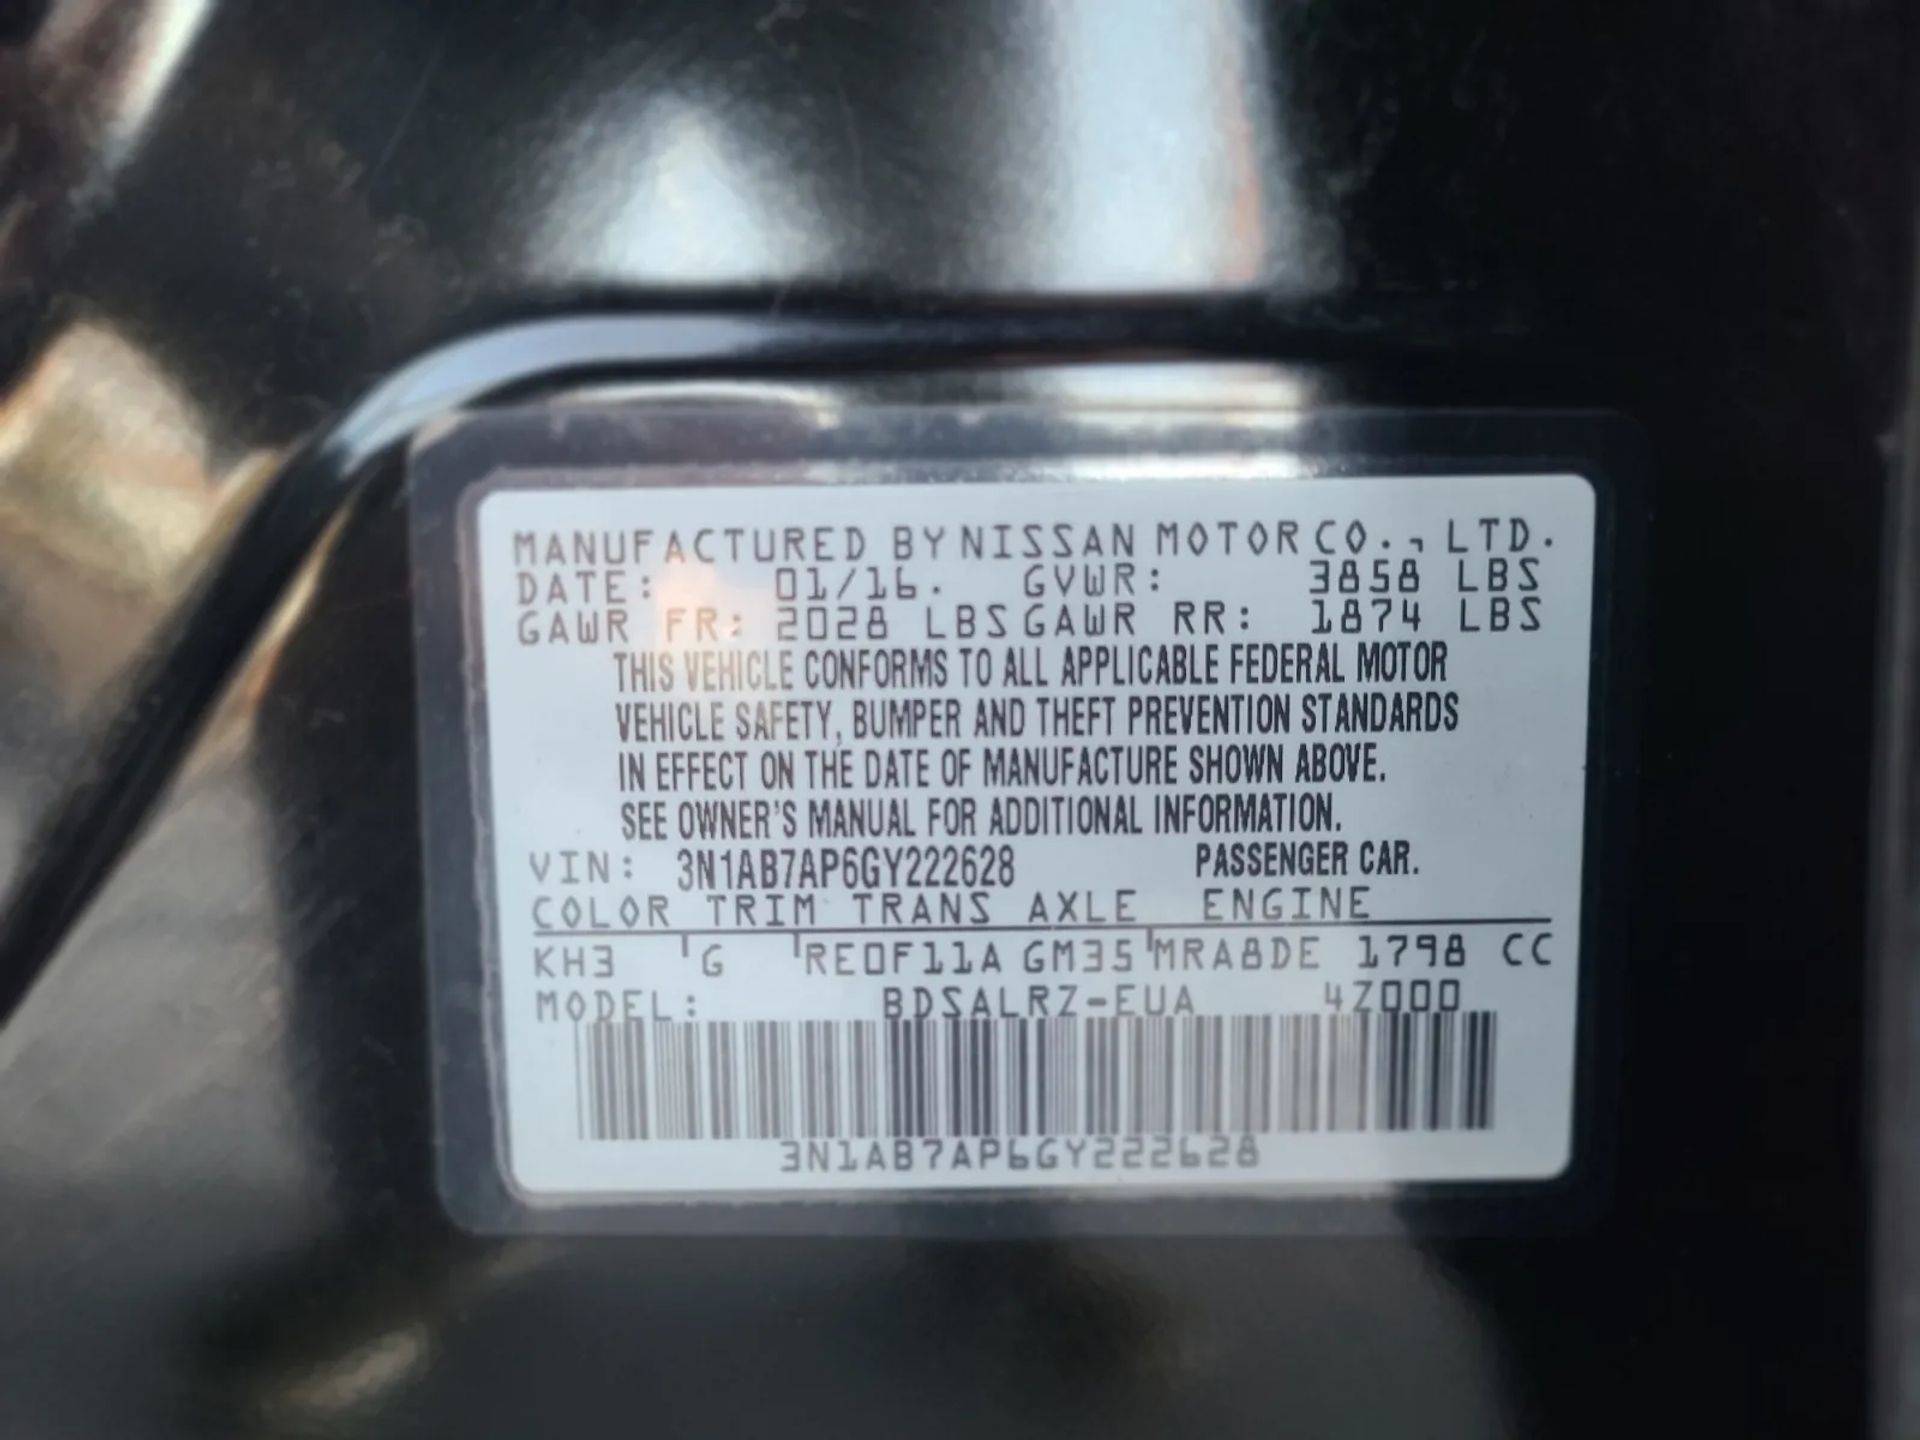 MANUFACTURED BY NISSAN MOTOR CO., LTD.
DATE: 01/16. GVWR: 3858 LBS
GAWR FR: 2028 LBS GAWR RR: 1874 LBS
THIS VEHICLE CONFORMS TO ALL APPLICABLE FEDERAL MOTOR
VEHICLE SAFETY, BUMPER AND THEFT PREVENTION STANDARDS
IN EFFECT ON THE DATE OF MANUFACTURE SHOWN ABOVE.
SEE OWNER'S MANUAL FOR ADDITIONAL INFORMATION.
VIN: 3N1AB7AP6GY222628 PASSENGER CAR.
COLOR TRIM TRANS AXLE ENGINE
KH3 G RE0F11A GM35 MRA8DE 1798 CC
MODEL: BDSALRZ-EUA 4Z000
3N1AB7AP6GY222628